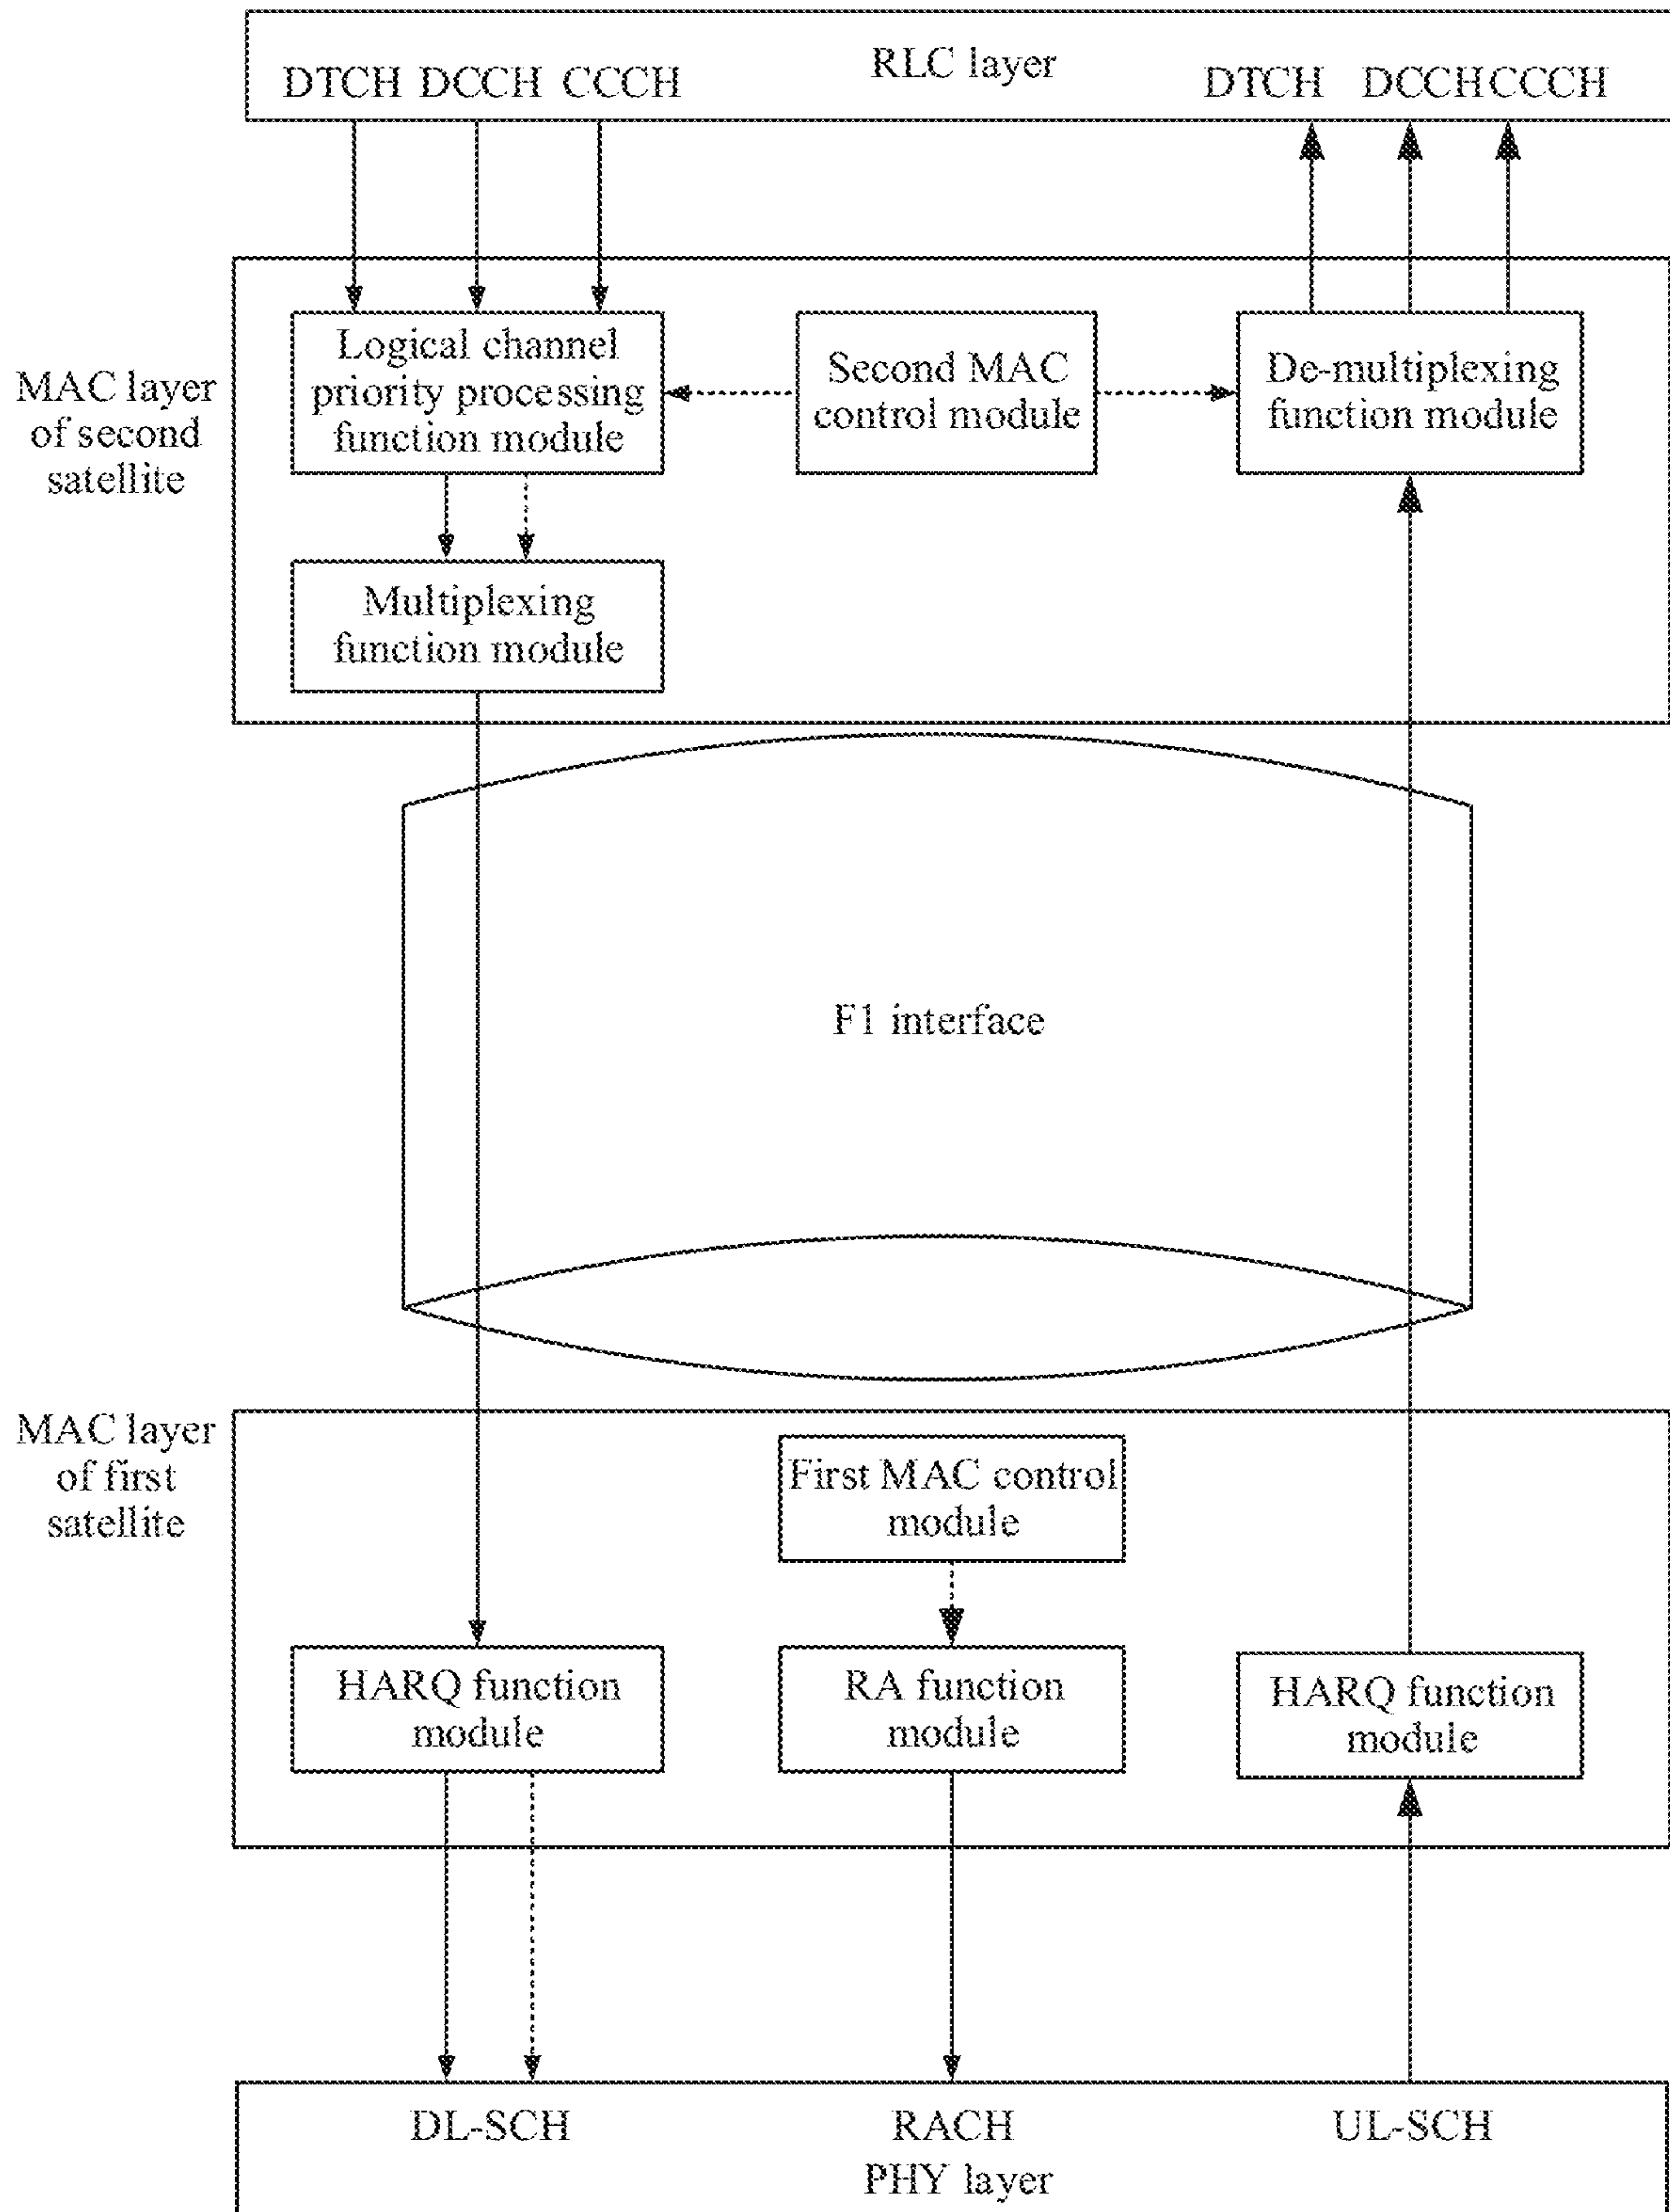 RLC layer
DTCH DCCH CCCH
DTCH DCCH CCCH
MAC layer
of second
satellite
Logical channel
priority processing
function module
Second MAC
control module
De-multiplexing
function module
Multiplexing
function module
F1 interface
MAC layer
of first
satellite
First MAC control
module
HARQ function
module
RA function
module
HARQ function
module
DL-SCH
RACH
UL-SCH
PHY layer